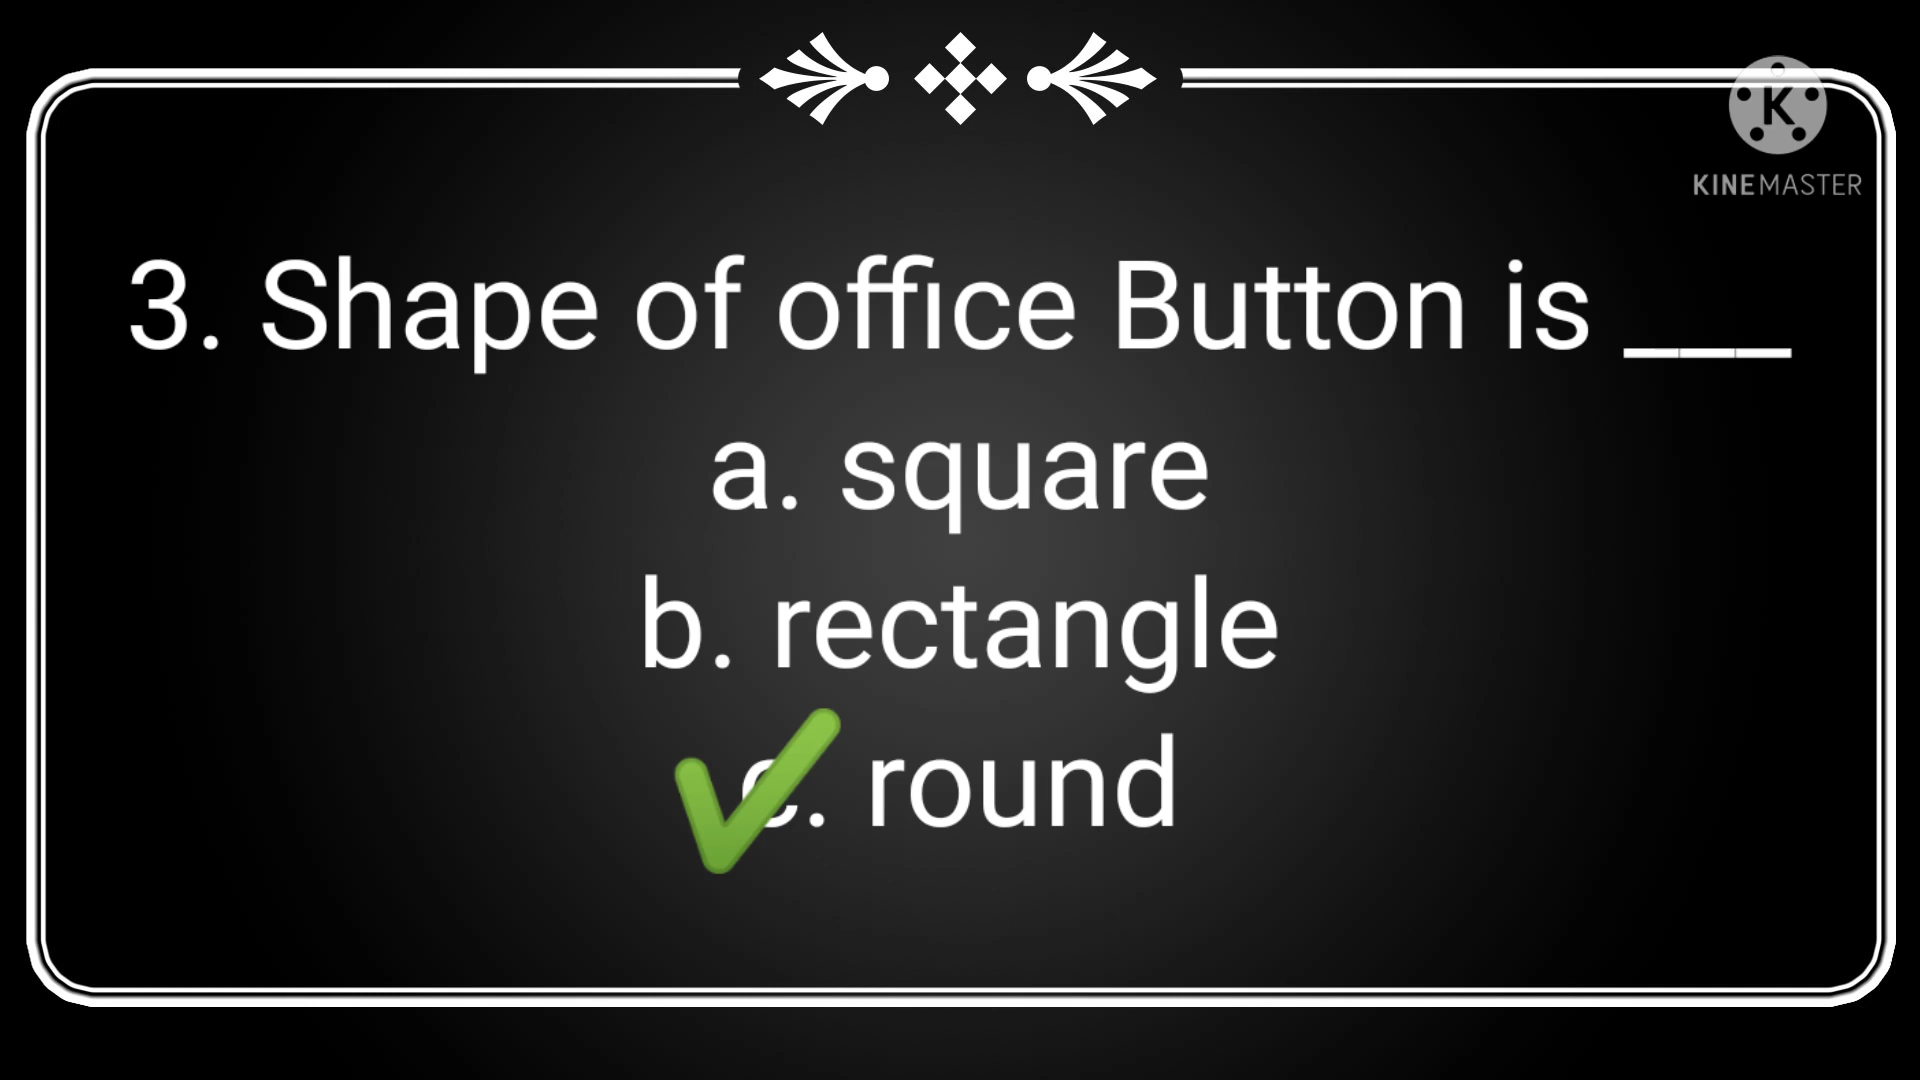 K
KINEMASTER
3. Shape of office Button is ___
a. square
b. rectangle
c. round